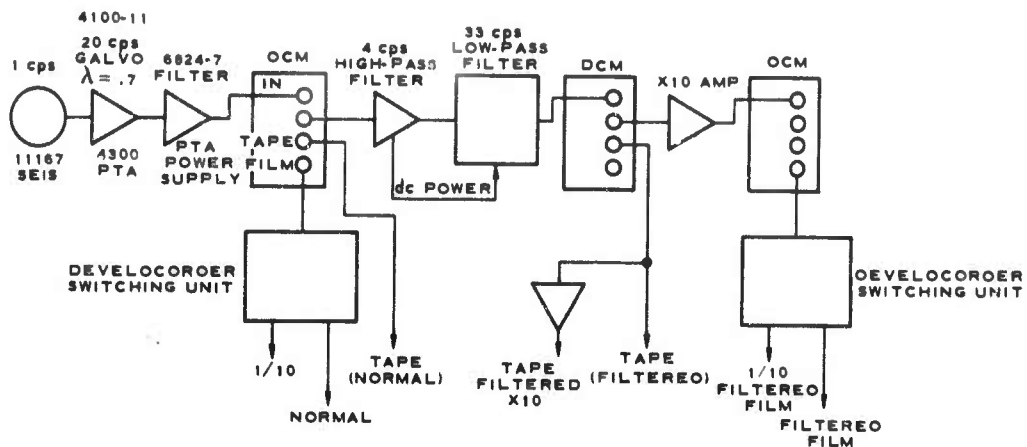 1 cps
11167
SEIS
4100-11
20 cps
GALVO
λ = .7
4300
PTA
6824-7
FILTER
PTA
POWER
SUPPLY
OCM
IN
TAPE
FILM
4 cps
HIGH-PASS
FILTER
33 cps
LOW-PASS
FILTER
dc POWER
DCM
X10 AMP
OCM
DEVELOCOROER
SWITCHING UNIT
1/10
NORMAL
TAPE
(NORMAL)
TAPE
FILTERED
X10
TAPE
(FILTEREO)
OEVELOCOROER
SWITCHING UNIT
1/10
FILTEREO
FILM
FILTEREO
FILM